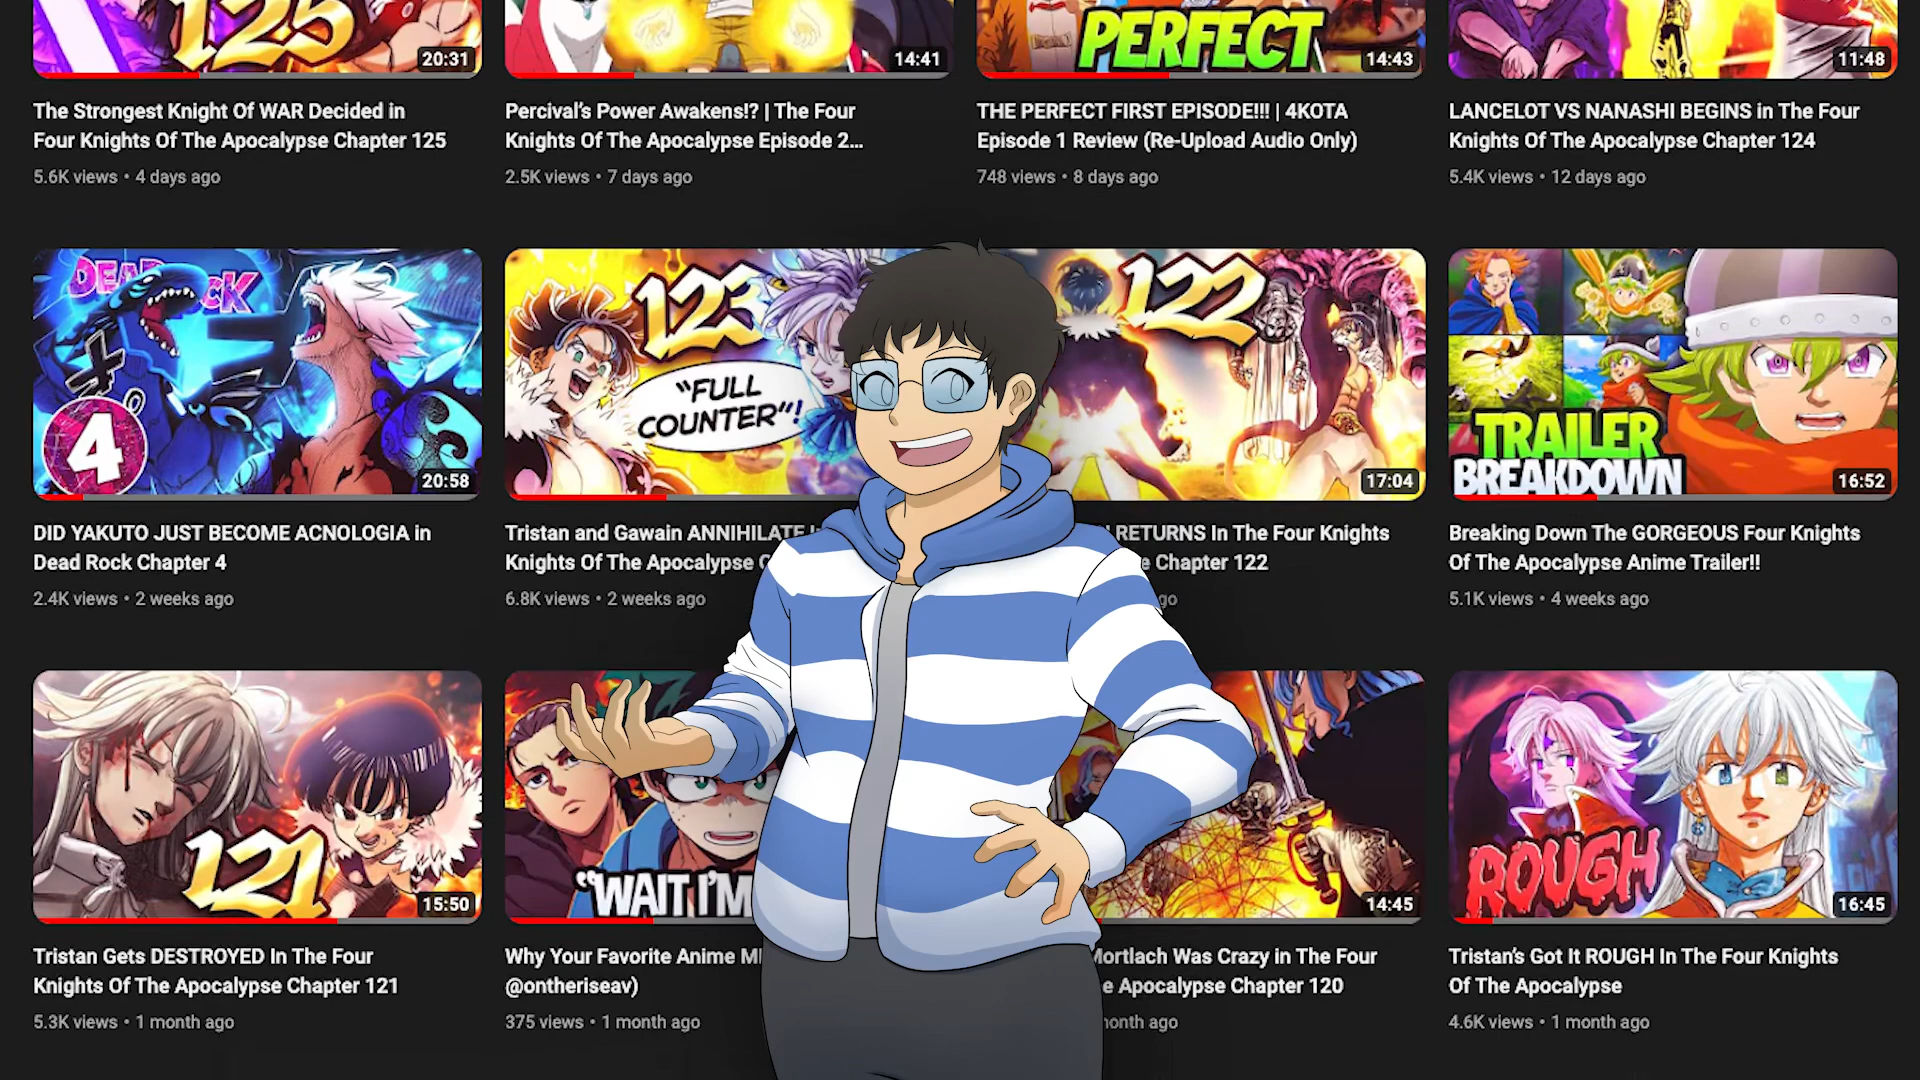 125
20:31
14:41
PERFECT
14:43
11:48
The Strongest Knight Of WAR Decided in
Four Knights Of The Apocalypse Chapter 125
5.6K views • 4 days ago
Percival's Power Awakens!? | The Four
Knights Of The Apocalypse Episode 2...
2.5K views • 7 days ago
THE PERFECT FIRST EPISODE!!! | 4KOTA
Episode 1 Review (Re-Upload Audio Only)
748 views • 8 days ago
LANCELOT VS NANASHI BEGINS in The Four
Knights Of The Apocalypse Chapter 124
5.4K views • 12 days ago
4
20:58
123
"FULL
COUNTER"!
122
17:04
TRAILER
BREAKDOWN
16:52
DID YAKUTO JUST BECOME ACNOLOGIA in
Dead Rock Chapter 4
2.4K views • 2 weeks ago
Tristan and Gawain ANNIHILATE
Knights Of The Apocalypse
6.8K views • 2 weeks ago
RETURNS In The Four Knights
Chapter 122
Breaking Down The GORGEOUS Four Knights
Of The Apocalypse Anime Trailer!!
5.1K views • 4 weeks ago
121
15:50
"WAIT I'M
14:45
ROUGH
16:45
Tristan Gets DESTROYED In The Four
Knights Of The Apocalypse Chapter 121
5.3K views • 1 month ago
Why Your Favorite Anime
@ontheriseav)
375 views • 1 month ago
Mortlach Was Crazy in The Four
Apocalypse Chapter 120
month ago
Tristan's Got It ROUGH In The Four Knights
Of The Apocalypse
4.6K views • 1 month ago